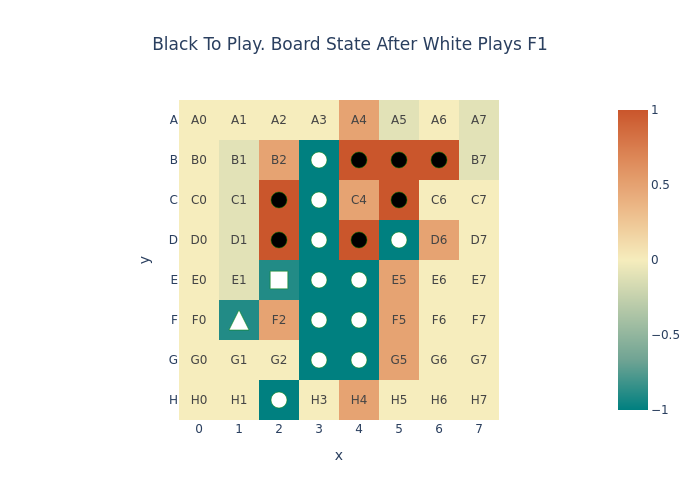 Black To Play. Board State After White Plays F1
A A0 A1 A2 A3 A4 A5 A6 A7 1
B B0 B1 B2 B7
C C0 C1 C4 C6 C7 0.5
D D0 D1 D6 D7
y E E0 E1 E5 E6 E7 0
F F0 F2 F5 F6 F7 −0.5
G G0 G1 G2 G5 G6 G7
H H0 H1 H3 H4 H5 H6 H7 −1
0 1 2 3 4 5 6 7
x